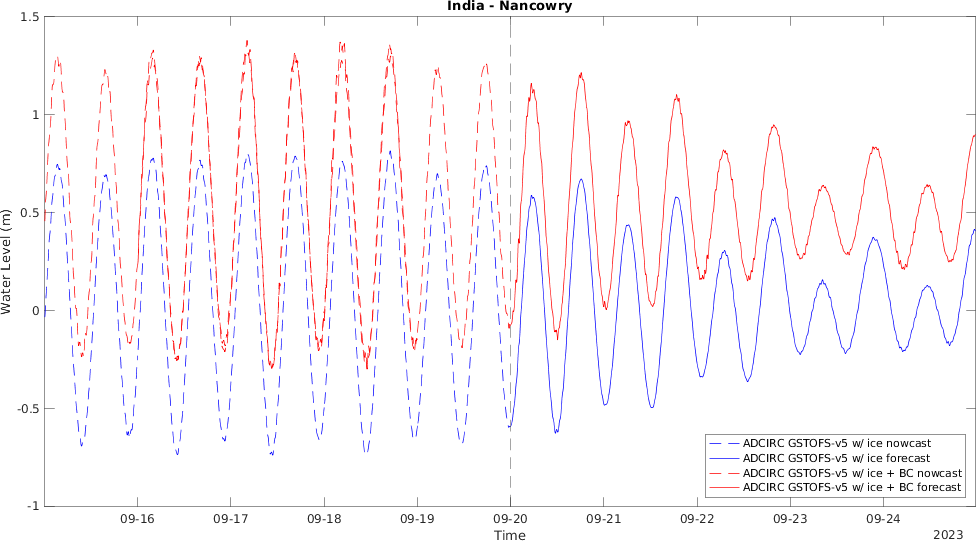 India - Nancowry
1.5
1
0.5
0
-0.5
-1
Water Level (m)
09-16 09-17 09-18 09-19 09-20 09-21 09-22 09-23 09-24
Time
2023
ADCIRC GSTOFS-v5 w/ ice nowcast
ADCIRC GSTOFS-v5 w/ ice forecast
ADCIRC GSTOFS-v5 w/ ice + BC nowcast
ADCIRC GSTOFS-v5 w/ ice + BC forecast